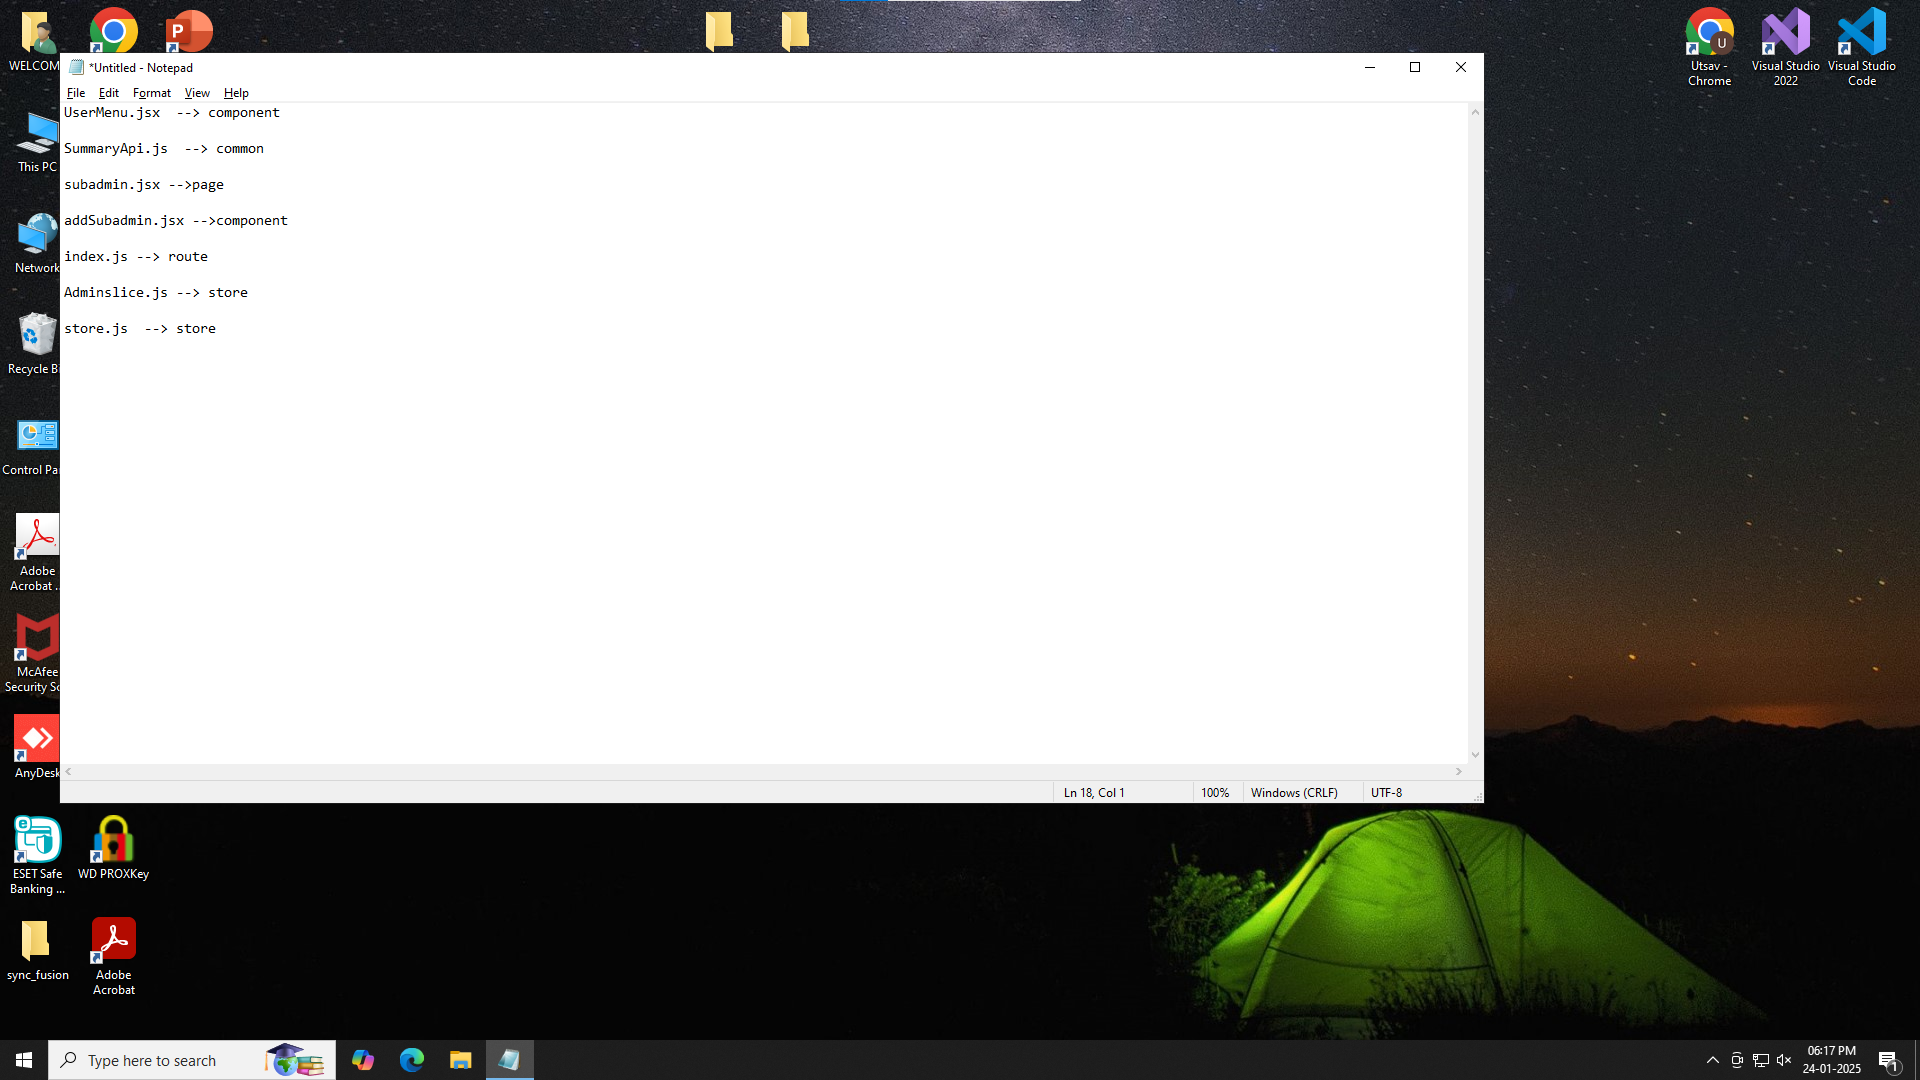 WELCOM
Utsav -
Chrome
Visual Studio
2022
Visual Studio
Code
*Untitled - Notepad
File Edit Format View Help
UserMenu.jsx  --> component
SummaryApi.js  --> common
subadmin.jsx -->page
addSubadmin.jsx -->component
index.js --> route
Adminslice.js --> store
store.js  --> store
This PC
Network
Recycle B
Control Pa
Adobe
Acrobat ...
McAfee
Security Sc
AnyDesk
Ln 18, Col 1
100%
Windows (CRLF)
UTF-8
ESET Safe
Banking ...
WD PROXKey
sync_fusion
Adobe
Acrobat
Type here to search
06:17 PM
24-01-2025
1